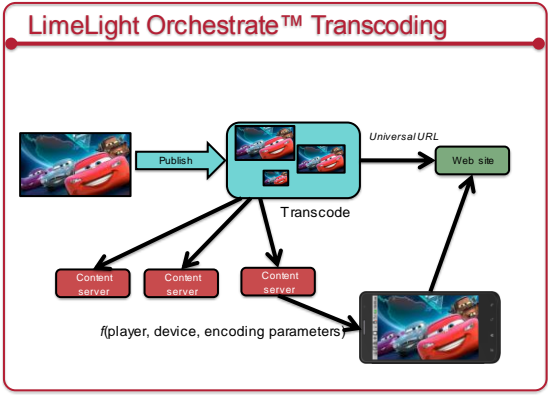 LimeLight Orchestrate™ Transcoding
Universal URL
Publish
Web site
Transcode
Content
server
Content
server
Content
server
f(player, device, encoding parameters)